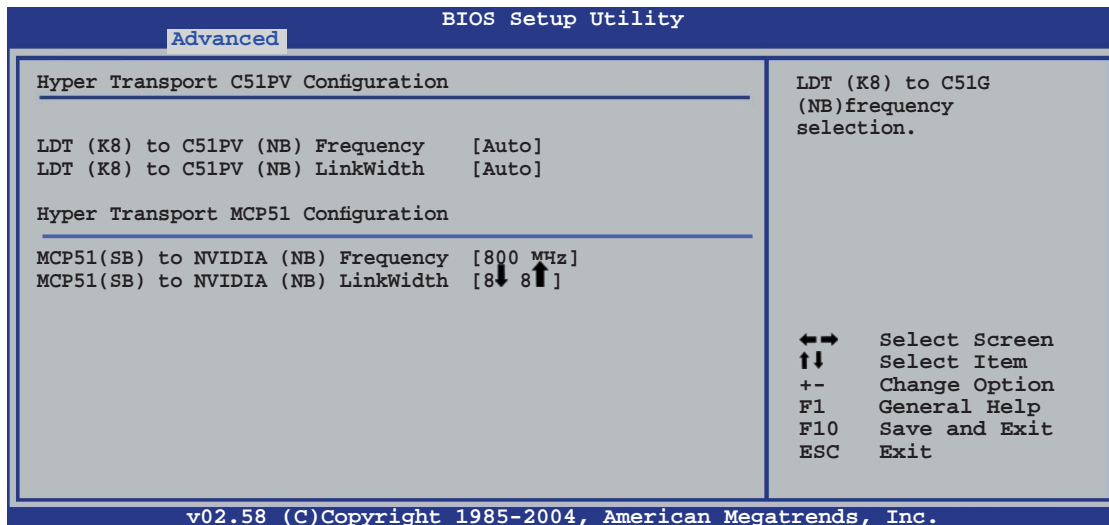 BIOS Setup Utility
Advanced
Hyper Transport C51PV Configuration
LDT (K8) to C51PV (NB) Frequency [Auto]
LDT (K8) to C51PV (NB) LinkWidth [Auto]
Hyper Transport MCP51 Configuration
MCP51(SB) to NVIDIA (NB) Frequency [800 MHz]
MCP51(SB) to NVIDIA (NB) LinkWidth [8⬇ 8⬆]
LDT (K8) to C51G
(NB)frequency
selection.
←→ Select Screen
↑↓ Select Item
+- Change Option
F1 General Help
F10 Save and Exit
ESC Exit
v02.58 (C)Copyright 1985-2004, American Megatrends, Inc.